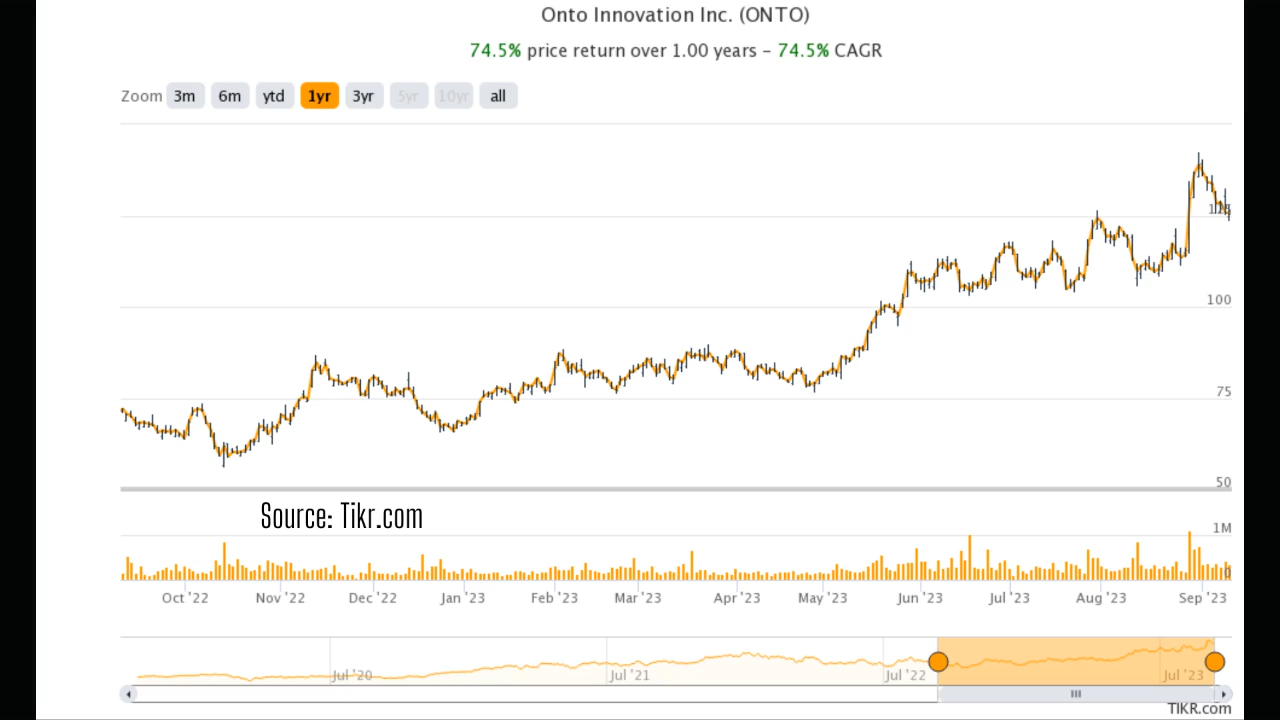 Onto Innovation Inc. (ONTO)
74.5% price return over 1.00 years – 74.5% CAGR
Zoom 3m 6m ytd 1yr 3yr 5yr 10yr all
125
100
75
50
Source: Tikr.com
1M
0
Oct '22 Nov '22 Dec '22 Jan '23 Feb '23 Mar '23 Apr '23 May '23 Jun '23 Jul '23 Aug '23 Sep '23
Jul '20 Jul '21 Jul '22 Jul '23
TIKR.com